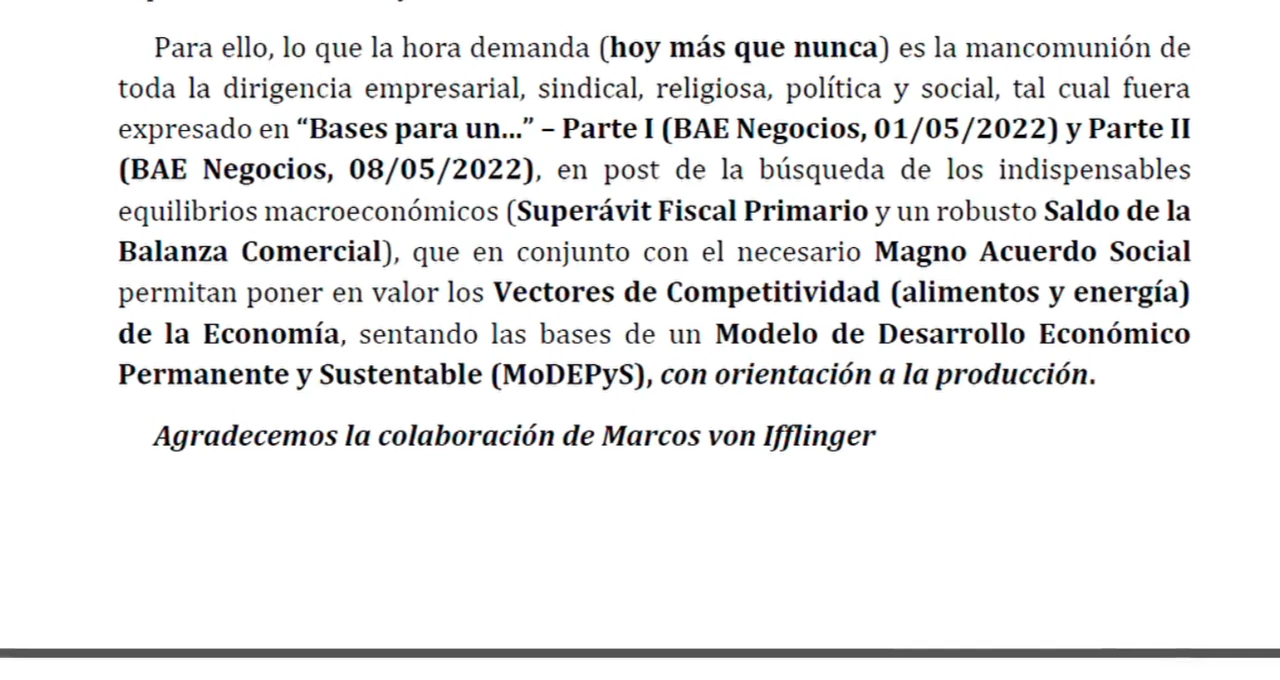 Para ello, lo que la hora demanda (hoy más que nunca) es la mancomunión de
toda la dirigencia empresarial, sindical, religiosa, política y social, tal cual fuera
expresado en “Bases para un...” – Parte I (BAE Negocios, 01/05/2022) y Parte II
(BAE Negocios, 08/05/2022), en post de la búsqueda de los indispensables
equilibrios macroeconómicos (Superávit Fiscal Primario y un robusto Saldo de la
Balanza Comercial), que en conjunto con el necesario Magno Acuerdo Social
permitan poner en valor los Vectores de Competitividad (alimentos y energía)
de la Economía, sentando las bases de un Modelo de Desarrollo Económico
Permanente y Sustentable (MoDEPyS), con orientación a la producción.
Agradecemos la colaboración de Marcos von Ifflinger